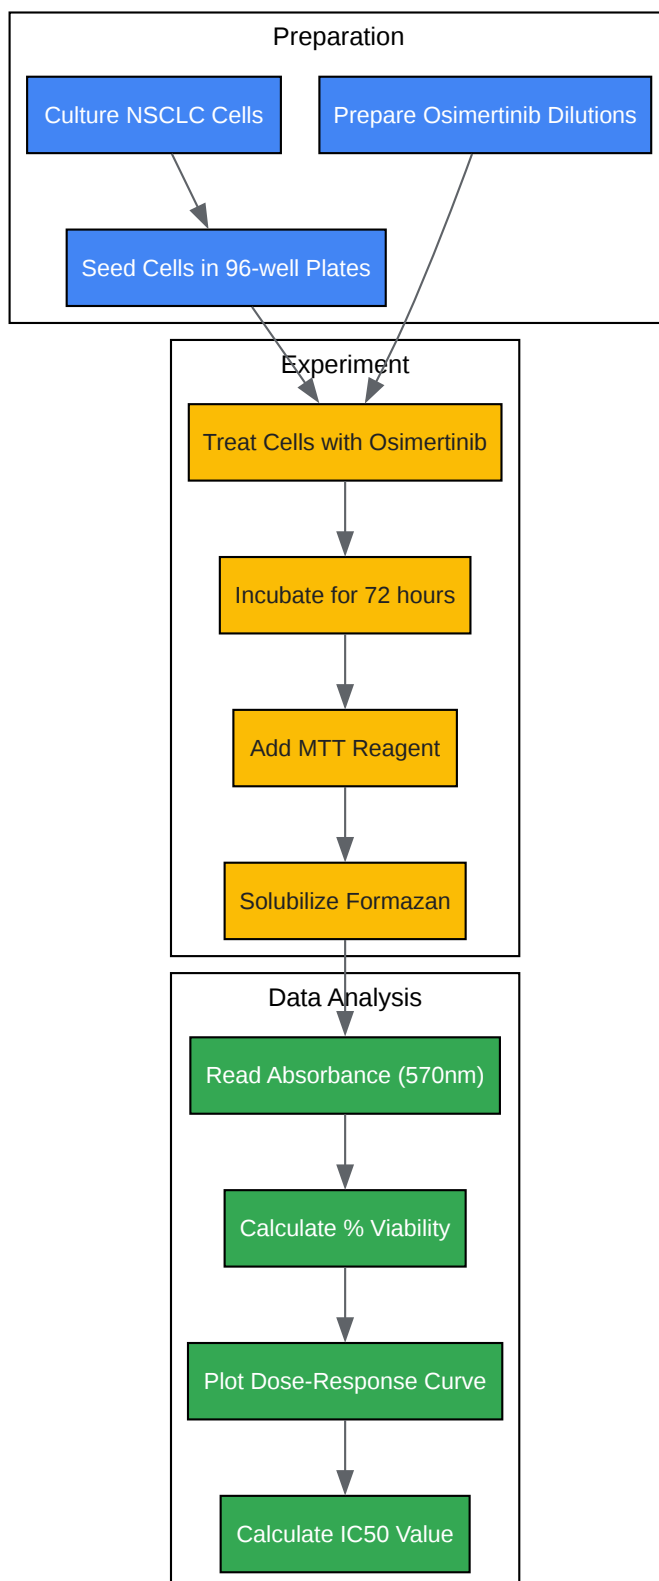 Preparation
Culture NSCLC Cells
Prepare Osimertinib Dilutions
Seed Cells in 96-well Plates
Experiment
Treat Cells with Osimertinib
Incubate for 72 hours
Add MTT Reagent
Solubilize Formazan
Data Analysis
Read Absorbance (570nm)
Calculate % Viability
Plot Dose-Response Curve
Calculate IC50 Value